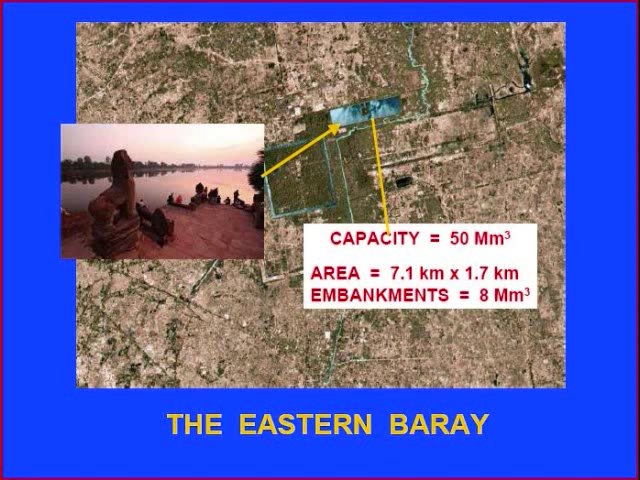 CAPACITY = 50 Mm³
AREA = 7.1 km x 1.7 km
EMBANKMENTS = 8 Mm³
THE EASTERN BARAY